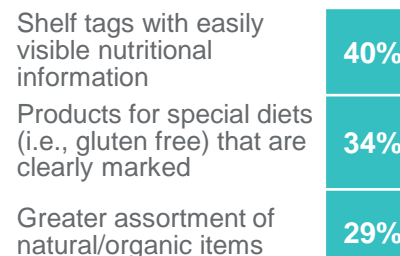 Shelf tags with easily
visible nutritional
information
40%
Products for special diets
(i.e., gluten free) that are
clearly marked
34%
Greater assortment of
natural/organic items
29%